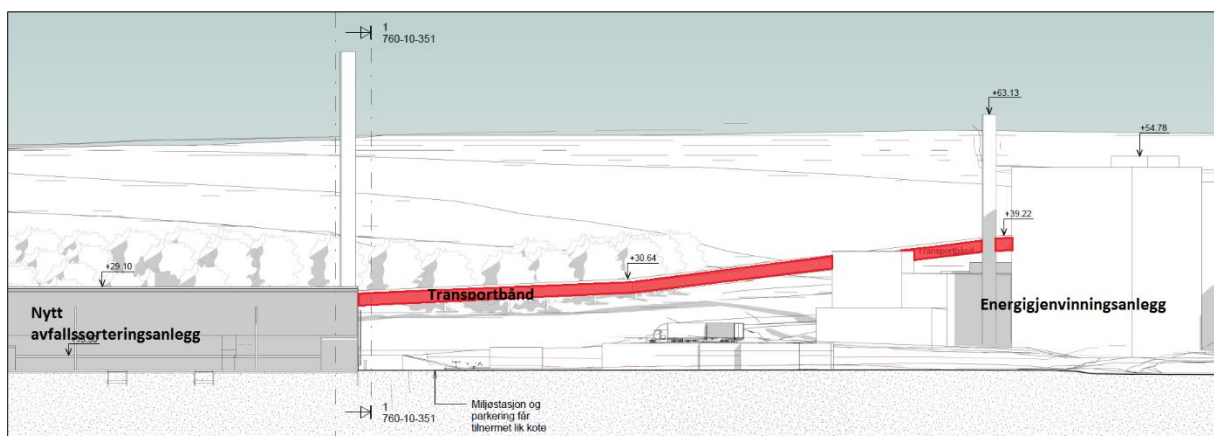 1
760-10-351
+63.13
+54.78
+39.22
Transportbånd
+30.64
+29.10
Transportbånd
Energigjenvinningsanlegg
Nytt
avfallssorteringsanlegg
Miljøstasjon og
parkering får
tilnermet lik kote
1
760-10-351